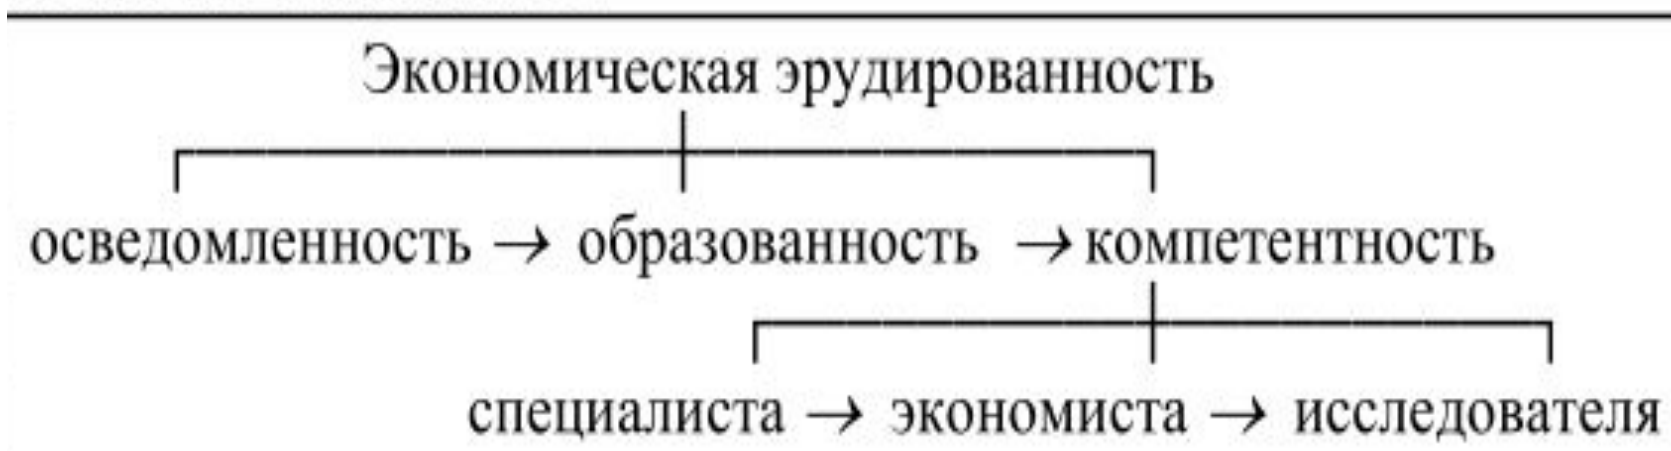 Экономическая эрудированность
осведомленность → образованность → компетентность
специалиста → экономиста → исследователя